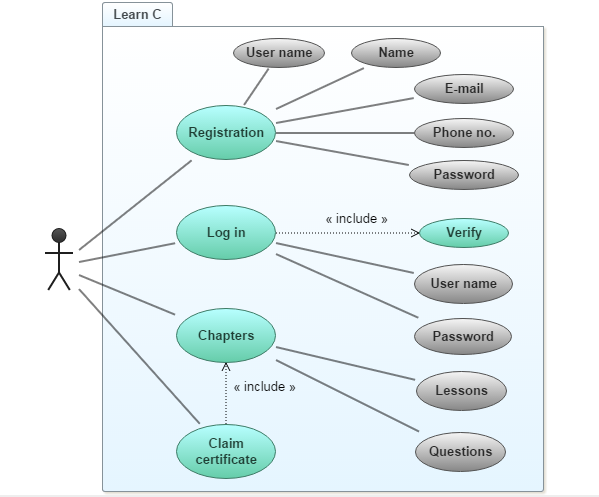 Learn C
User name
Name
E-mail
Registration
Phone no.
Password
« include »
Log in
Verify
User name
Chapters
Password
« include »
Lessons
Claim
certificate
Questions